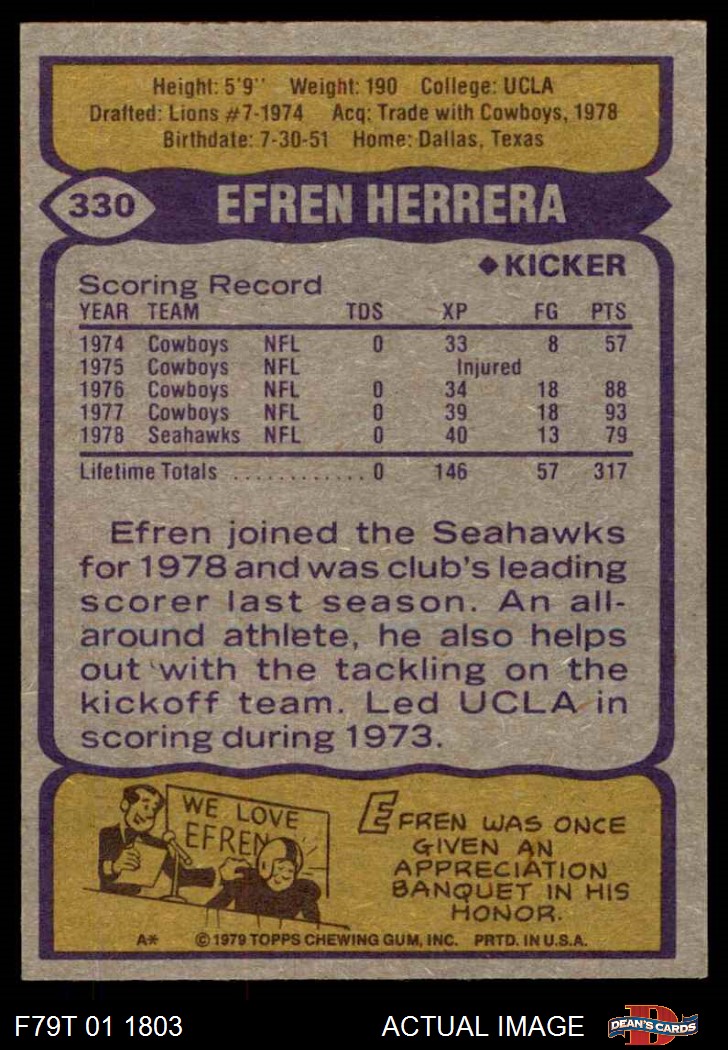 Height: 5'9" Weight: 190 College: UCLA
Drafted: Lions #7-1974 Acq: Trade with Cowboys, 1978
Birthdate: 7-30-51 Home: Dallas, Texas
330 EFREN HERRERA
◆KICKER
Scoring Record
YEAR TEAM TDS XP FG PTS
1974 Cowboys NFL 0 33 8 57
1975 Cowboys NFL Injured
1976 Cowboys NFL 0 34 18 88
1977 Cowboys NFL 0 39 18 93
1978 Seahawks NFL 0 40 13 79
Lifetime Totals ............ 0 146 57 317
Efren joined the Seahawks
for 1978 and was club's leading
scorer last season. An all-
around athlete, he also helps
out with the tackling on the
kickoff team. Led UCLA in
scoring during 1973.
WE LOVE
EFREN
EFREN WAS ONCE
GIVEN AN
APPRECIATION
BANQUET IN HIS
HONOR.
A* © 1979 TOPPS CHEWING GUM, INC. PRTD. IN U.S.A.
F79T 01 1803 ACTUAL IMAGE D DEAN'S CARDS